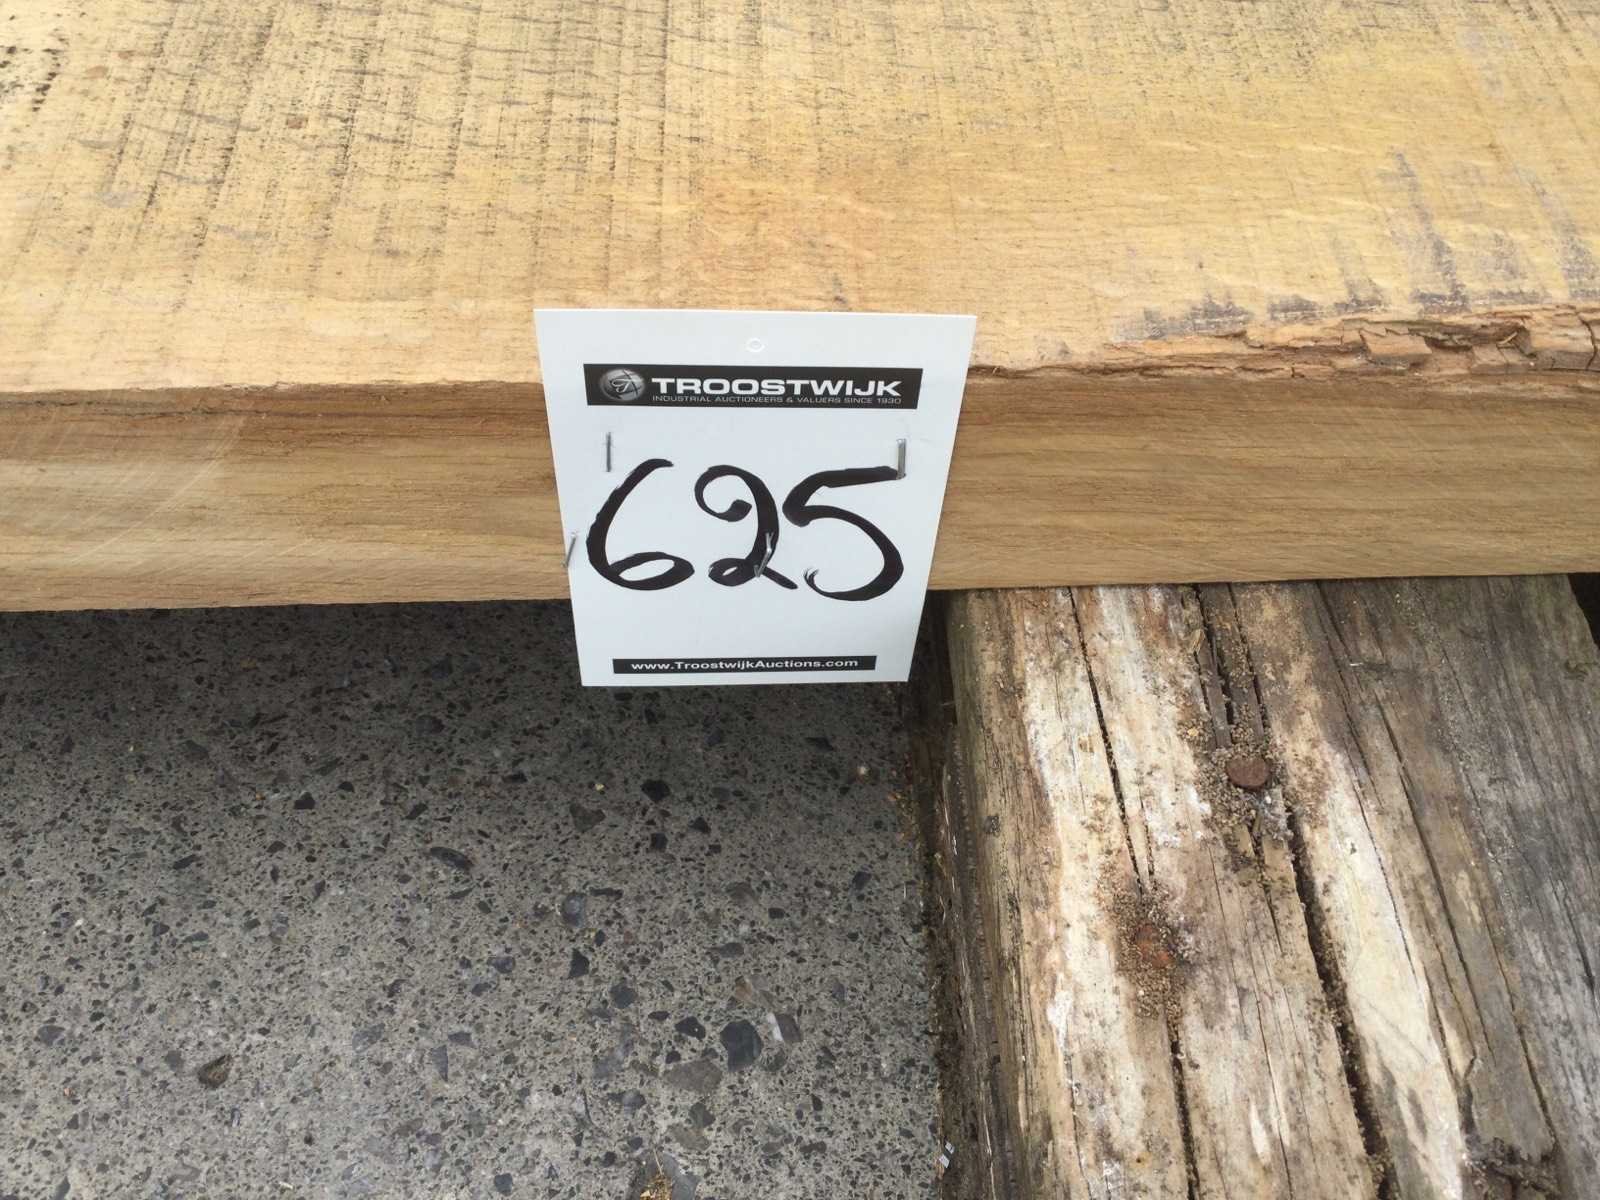 TROOSTWIJK
INDUSTRIAL AUCTIONEERS & VALUERS SINCE 1930
625
www.TroostwijkAuctions.com